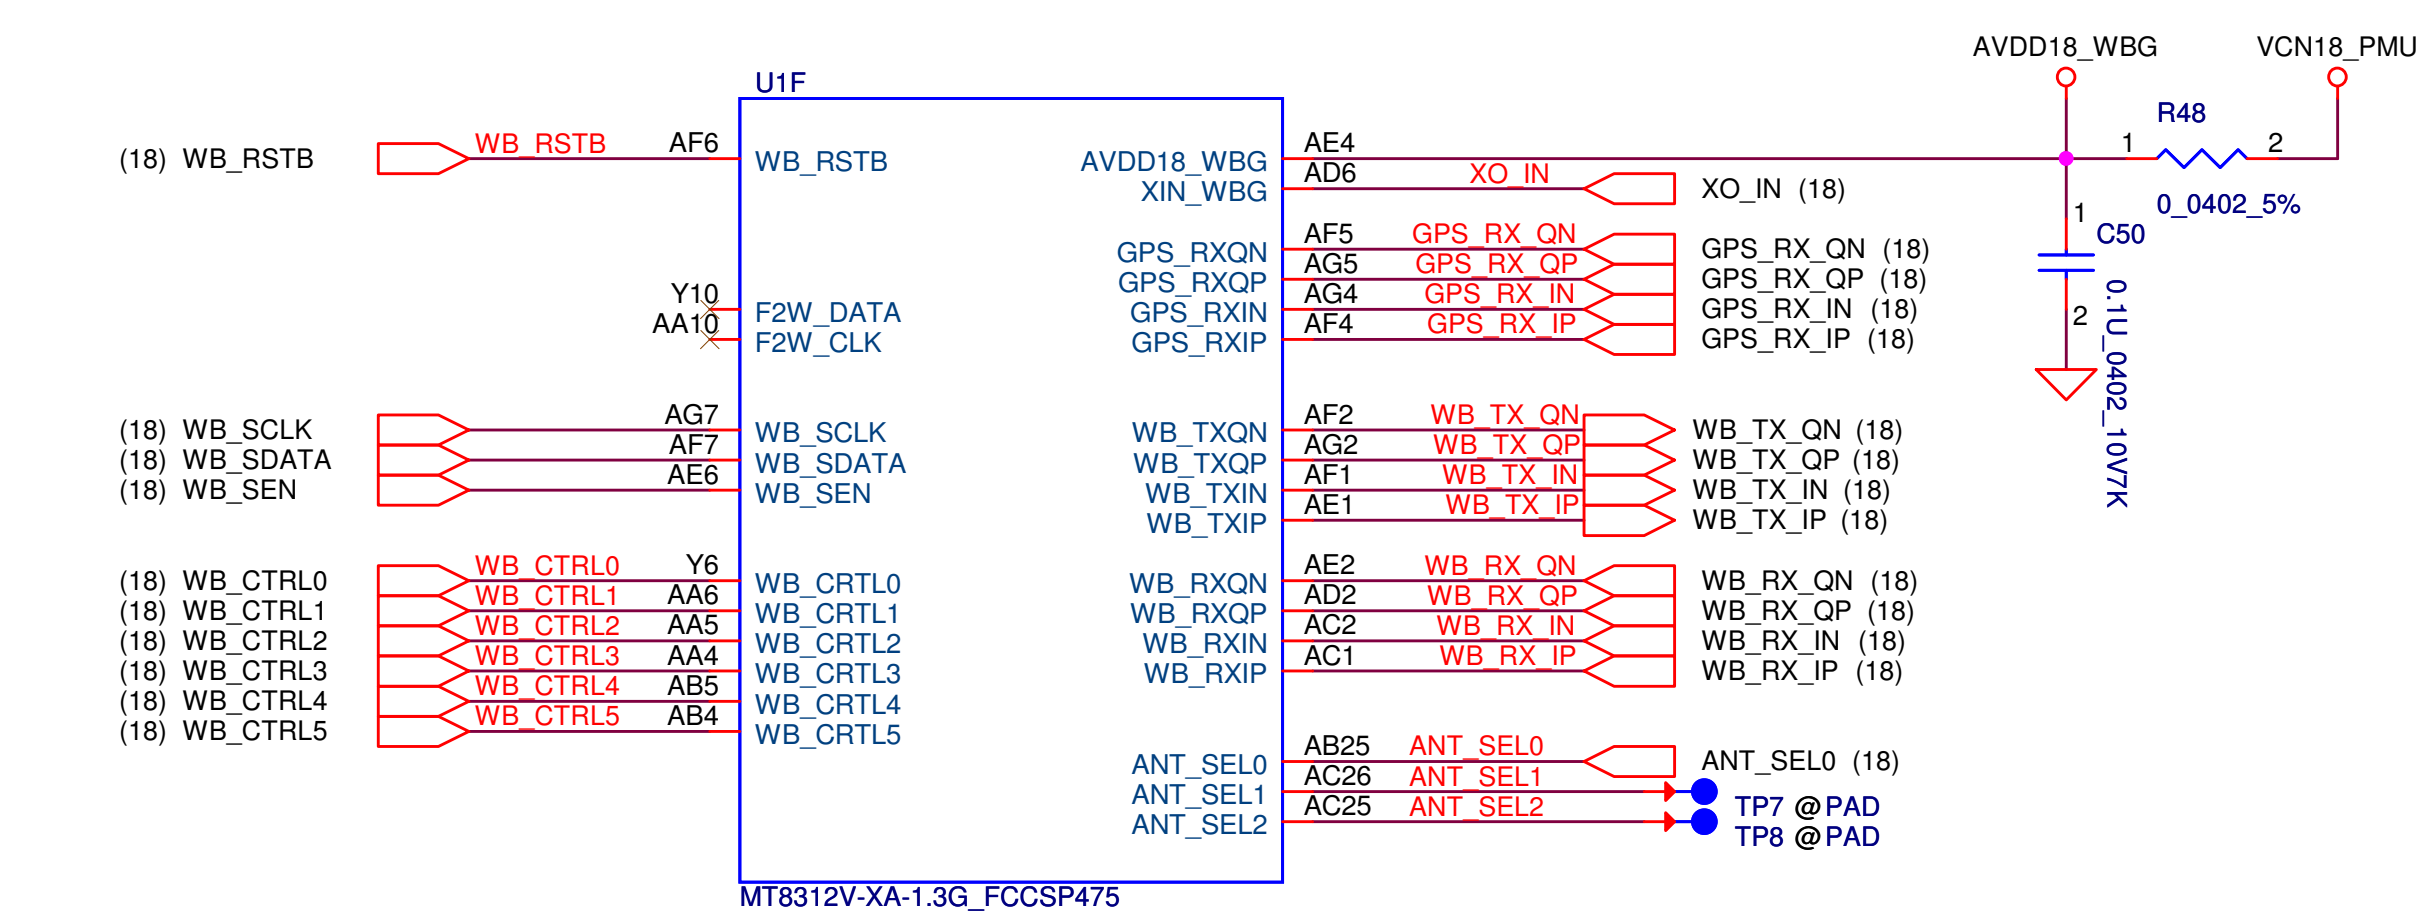 AVDD18_WBG VCN18_PMU
U1F
R48
(18) WB_RSTB WB_RSTB AF6 WB_RSTB AVDD18_WBG AE4 1 2
XIN_WBG AD6 XO_IN XO_IN (18)
0_0402_5%
1
C50
GPS_RXQN AF5 GPS_RX_QN GPS_RX_QN (18)
GPS_RXQP AG5 GPS_RX_QP GPS_RX_QP (18)
Y10 F2W_DATA GPS_RXIN AG4 GPS_RX_IN GPS_RX_IN (18)
AA10 F2W_CLK GPS_RXIP AF4 GPS_RX_IP GPS_RX_IP (18)
2
0.1U_0402_10V7K
(18) WB_SCLK AG7 WB_SCLK WB_TXQN AF2 WB_TX_QN WB_TX_QN (18)
(18) WB_SDATA AF7 WB_SDATA WB_TXQP AG2 WB_TX_QP WB_TX_QP (18)
(18) WB_SEN AE6 WB_SEN WB_TXIN AF1 WB_TX_IN WB_TX_IN (18)
WB_TXIP AE1 WB_TX_IP WB_TX_IP (18)
(18) WB_CTRL0 WB_CTRL0 Y6 WB_CRTL0 WB_RXQN AE2 WB_RX_QN WB_RX_QN (18)
(18) WB_CTRL1 WB_CTRL1 AA6 WB_CRTL1 WB_RXQP AD2 WB_RX_QP WB_RX_QP (18)
(18) WB_CTRL2 WB_CTRL2 AA5 WB_CRTL2 WB_RXIN AC2 WB_RX_IN WB_RX_IN (18)
(18) WB_CTRL3 WB_CTRL3 AA4 WB_CRTL3 WB_RXIP AC1 WB_RX_IP WB_RX_IP (18)
(18) WB_CTRL4 WB_CTRL4 AB5 WB_CRTL4
(18) WB_CTRL5 WB_CTRL5 AB4 WB_CRTL5
ANT_SEL0 AB25 ANT_SEL0 ANT_SEL0 (18)
ANT_SEL1 AC26 ANT_SEL1 TP7 @PAD
ANT_SEL2 AC25 ANT_SEL2 TP8 @PAD
MT8312V-XA-1.3G_FCCSP475